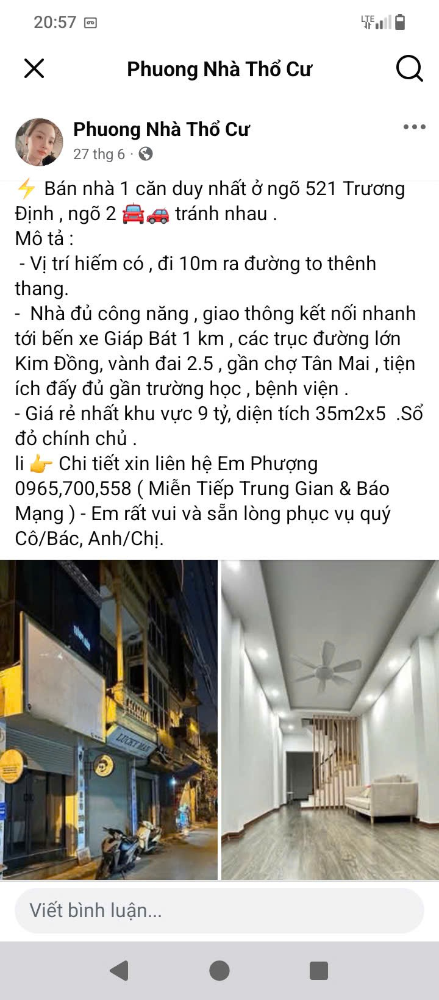 20:57
LTE
Phuong Nhà Thổ Cư
Phuong Nhà Thổ Cư
27 thg 6 ·
⚡ Bán nhà 1 căn duy nhất ở ngõ 521 Trương
Định , ngõ 2 🚘🚗 tránh nhau .
Mô tả :
- Vị trí hiếm có , đi 10m ra đường to thênh
thang.
- Nhà đủ công năng , giao thông kết nối nhanh
tới bến xe Giáp Bát 1 km , các trục đường lớn
Kim Đồng, vành đai 2.5 , gần chợ Tân Mai , tiện
ích đấy đủ gần trường học , bệnh viện .
- Giá rẻ nhất khu vực 9 tỷ, diện tích 35m2x5 .Sổ
đỏ chính chủ .
li 👉 Chi tiết xin liên hệ Em Phượng
0965,700,558 ( Miễn Tiếp Trung Gian & Báo
Mạng ) - Em rất vui và sẵn lòng phục vụ quý
Cô/Bác, Anh/Chị.
LUCKY MAN
Viết bình luận...